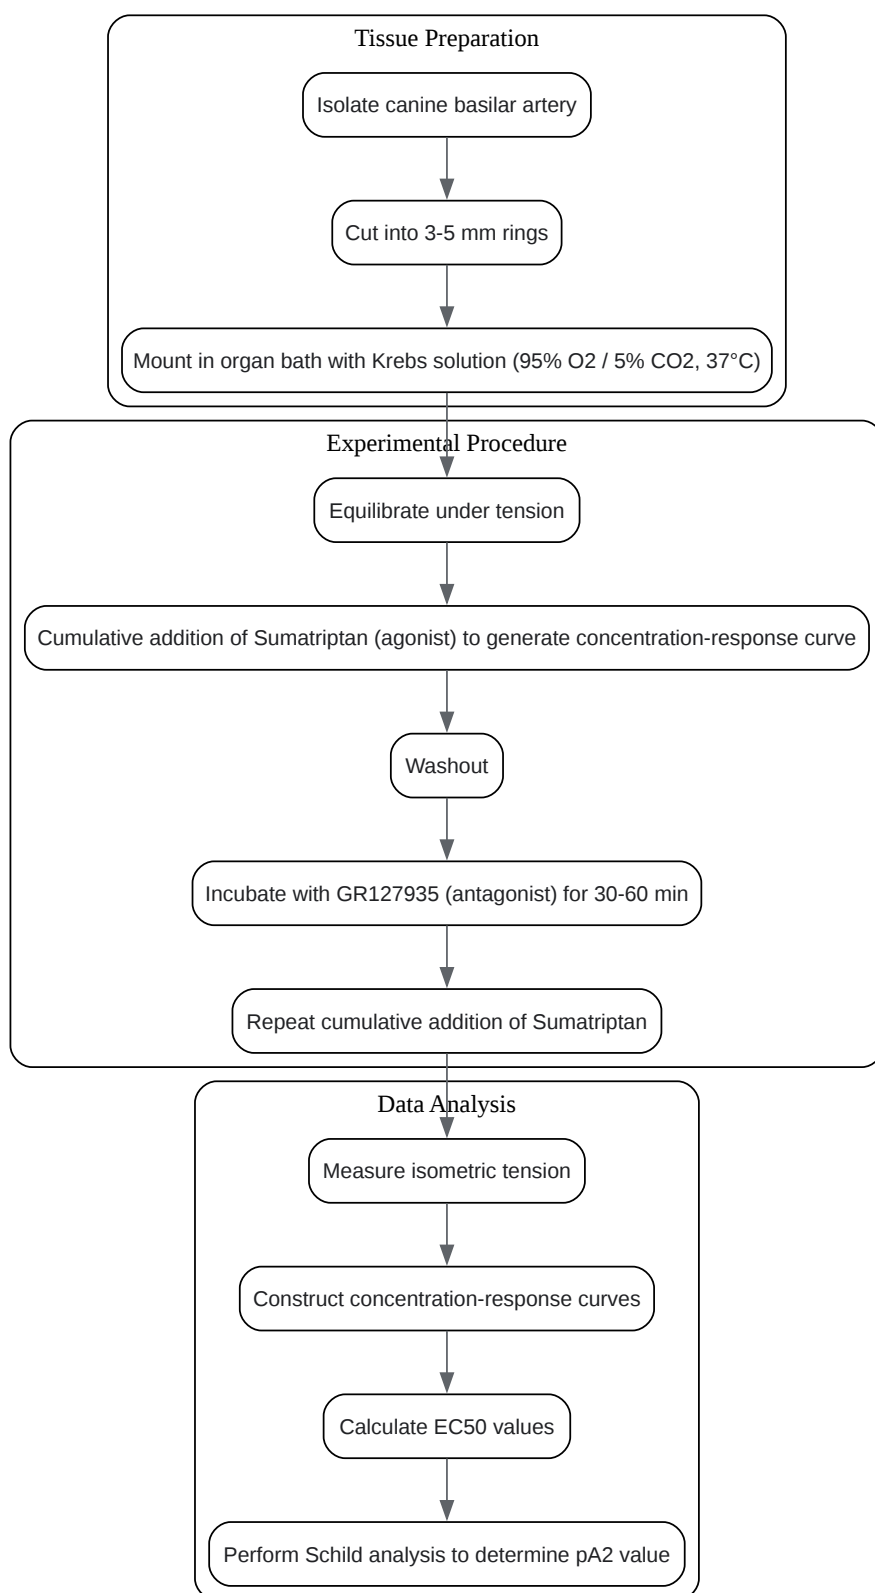 Tissue Preparation
Isolate canine basilar artery
Cut into 3-5 mm rings
Mount in organ bath with Krebs solution (95% O2 / 5% CO2, 37°C)
Experimental Procedure
Equilibrate under tension
Cumulative addition of Sumatriptan (agonist) to generate concentration-response curve
Washout
Incubate with GR127935 (antagonist) for 30-60 min
Repeat cumulative addition of Sumatriptan
Data Analysis
Measure isometric tension
Construct concentration-response curves
Calculate EC50 values
Perform Schild analysis to determine pA2 value